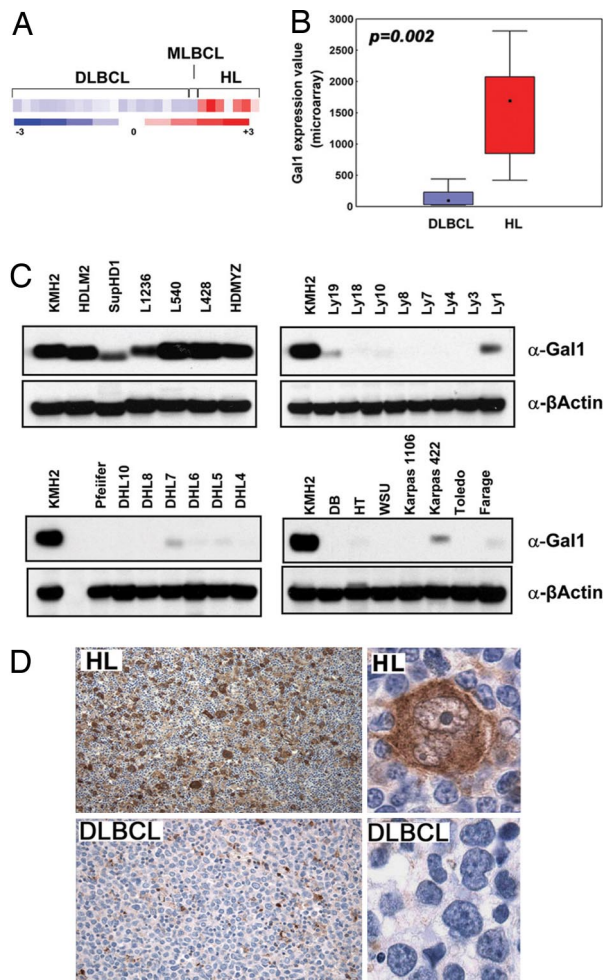 A
MLBCL
DLBCL
HL
-3
0
+3
B
p=0.002
Gal1 expression value
(microarray)
3000
2500
2000
1500
1000
500
0
DLBCL
HL
C
KMH2
HDLM2
SupHD1
L1236
L540
L428
HDMYZ
KMH2
Ly19
Ly18
Ly10
Ly8
Ly7
Ly4
Ly3
Ly1
α-Gal1
α-βActin
KMH2
Pfeiifer
DHL10
DHL8
DHL7
DHL6
DHL5
DHL4
KMH2
DB
HT
WSU
Karpas 1106
Karpas 422
Toledo
Farage
α-Gal1
α-βActin
D
HL
HL
DLBCL
DLBCL